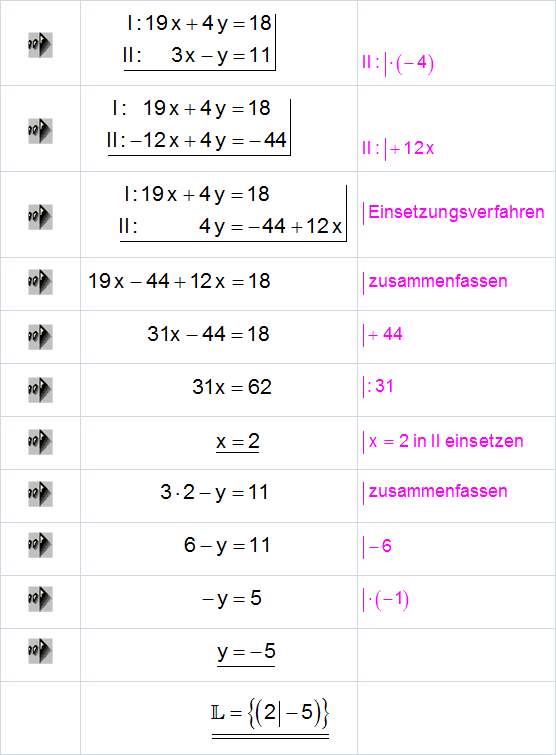 I: 19x + 4y = 18
II: 3x − y = 11
II: | ·(−4)
I: 19x + 4y = 18
II: −12x + 4y = −44
II: | + 12x
I: 19x + 4y = 18
II: 4y = −44 + 12x
| Einsetzungsverfahren
19x − 44 + 12x = 18
| zusammenfassen
31x − 44 = 18
| + 44
31x = 62
| : 31
x = 2
| x = 2 in II einsetzen
3·2 − y = 11
| zusammenfassen
6 − y = 11
| − 6
−y = 5
| ·(−1)
y = −5
𝕃 = {(2|−5)}